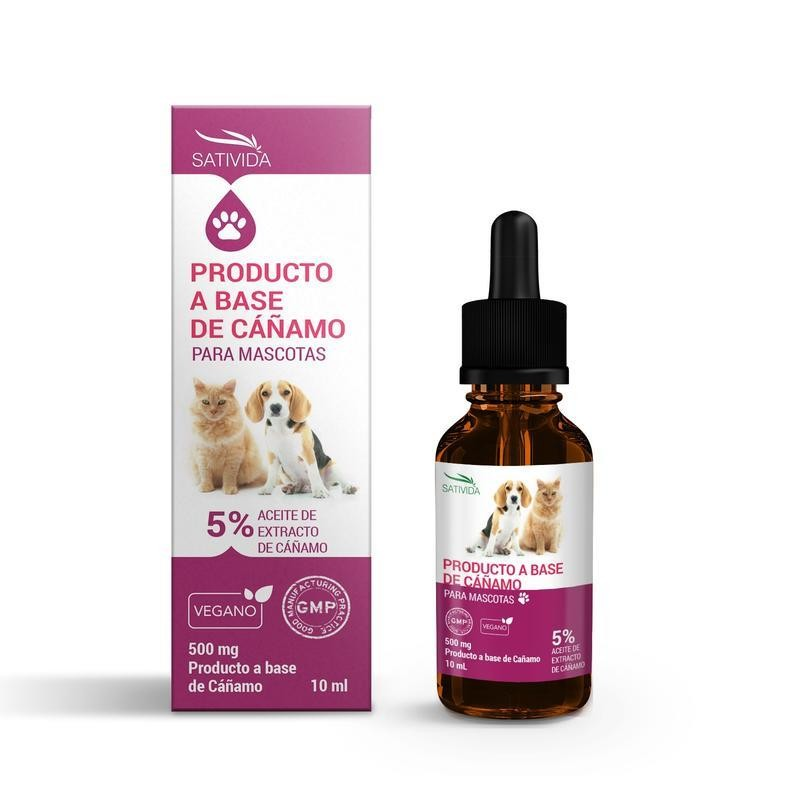 SATIVIDA
PRODUCTO
A BASE
DE CÁÑAMO
PARA MASCOTAS
5% ACEITE DE
EXTRACTO
DE CÁÑAMO
VEGANO
GOOD MANUFACTURING PRACTICE
GMP
500 mg
Producto a base
de Cáñamo 10 ml
SATIVIDA
PRODUCTO A BASE
DE CÁÑAMO
PARA MASCOTAS
GMP
VEGANO
500 mg
Producto a base de Cañamo
10 mL
5%
ACEITE DE
EXTRACTO
DE CÁÑAMO